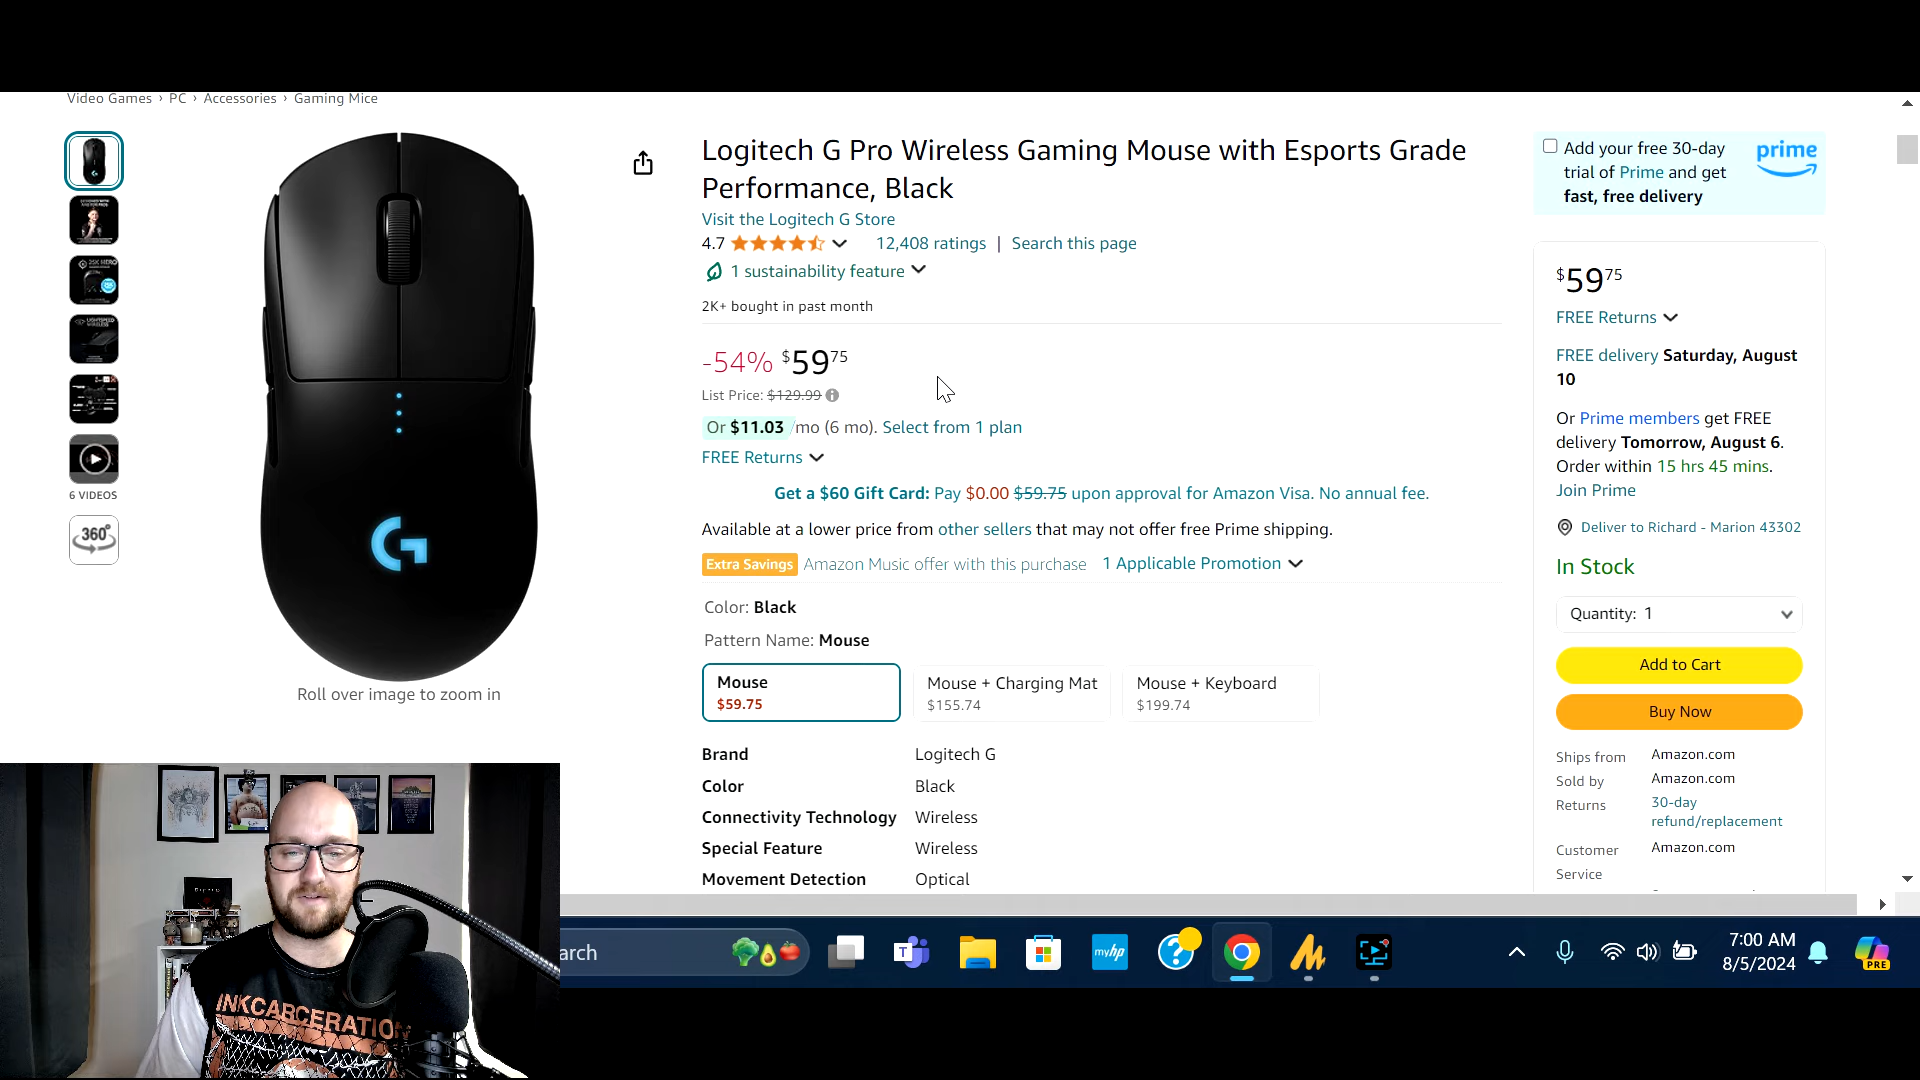 Video Games › PC › Accessories › Gaming Mice
6 VIDEOS
360°
Roll over image to zoom in
Logitech G Pro Wireless Gaming Mouse with Esports Grade
Performance, Black
Visit the Logitech G Store
4.7 12,408 ratings | Search this page
1 sustainability feature
2K+ bought in past month
-54% $59 75
List Price: $129.99
Or $11.03 /mo (6 mo). Select from 1 plan
FREE Returns
Get a $60 Gift Card: Pay $0.00 $59.75 upon approval for Amazon Visa. No annual fee.
Available at a lower price from other sellers that may not offer free Prime shipping.
Extra Savings Amazon Music offer with this purchase 1 Applicable Promotion
Color: Black
Pattern Name: Mouse
Mouse
$59.75
Mouse + Charging Mat
$155.74
Mouse + Keyboard
$199.74
Brand Logitech G
Color Black
Connectivity Technology Wireless
Special Feature Wireless
Movement Detection Optical
Add your free 30-day
trial of Prime and get
fast, free delivery
prime
$59 75
FREE Returns
FREE delivery Saturday, August
10
Or Prime members get FREE
delivery Tomorrow, August 6.
Order within 15 hrs 45 mins.
Join Prime
Deliver to Richard - Marion 43302
In Stock
Quantity: 1
Add to Cart
Buy Now
Ships from Amazon.com
Sold by Amazon.com
Returns 30-day
refund/replacement
Customer
Service
Amazon.com
INKCARCERATIO
arch
T
myhp
?
7:00 AM
8/5/2024
PRE